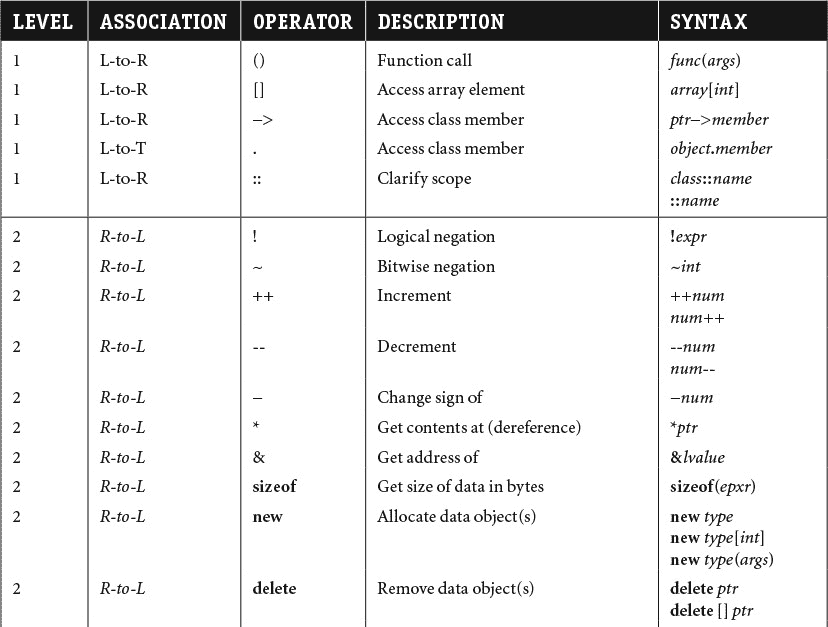 LEVEL ASSOCIATION OPERATOR DESCRIPTION SYNTAX
1 L-to-R () Function call func(args)
1 L-to-R [] Access array element array[int]
1 L-to-R –> Access class member ptr–>member
1 L-to-T . Access class member object.member
1 L-to-R :: Clarify scope class::name
::name
2 R-to-L ! Logical negation !expr
2 R-to-L ~ Bitwise negation ~int
2 R-to-L ++ Increment ++num
num++
2 R-to-L -- Decrement --num
num--
2 R-to-L – Change sign of –num
2 R-to-L * Get contents at (dereference) *ptr
2 R-to-L & Get address of &lvalue
2 R-to-L sizeof Get size of data in bytes sizeof(epxr)
2 R-to-L new Allocate data object(s) new type
new type[int]
new type(args)
2 R-to-L delete Remove data object(s) delete ptr
delete [] ptr